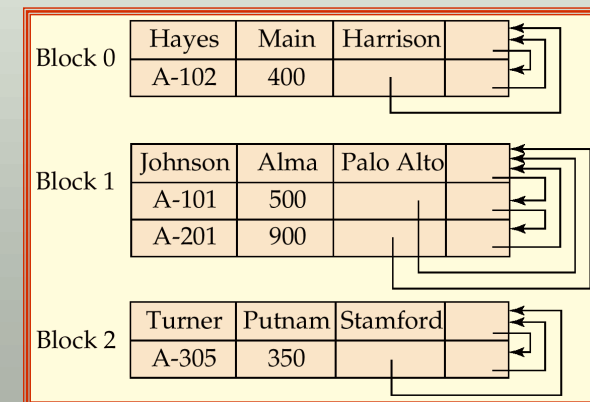 Block 0
Hayes Main Harrison
A-102 400
Block 1
Johnson Alma Palo Alto
A-101 500
A-201 900
Block 2
Turner Putnam Stamford
A-305 350